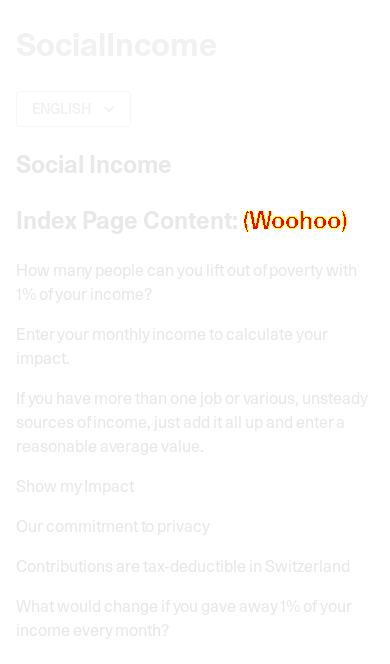 SocialIncome
ENGLISH
Social Income
Index Page Content: (Woohoo)
How many people can you lift out of poverty with
1% of your income?
Enter your monthly income to calculate your
impact.
If you have more than one job or various, unsteady
sources of income, just add it all up and enter a
reasonable average value.
Show my Impact
Our commitment to privacy
Contributions are tax-deductible in Switzerland
What would change if you gave away 1% of your
income every month?